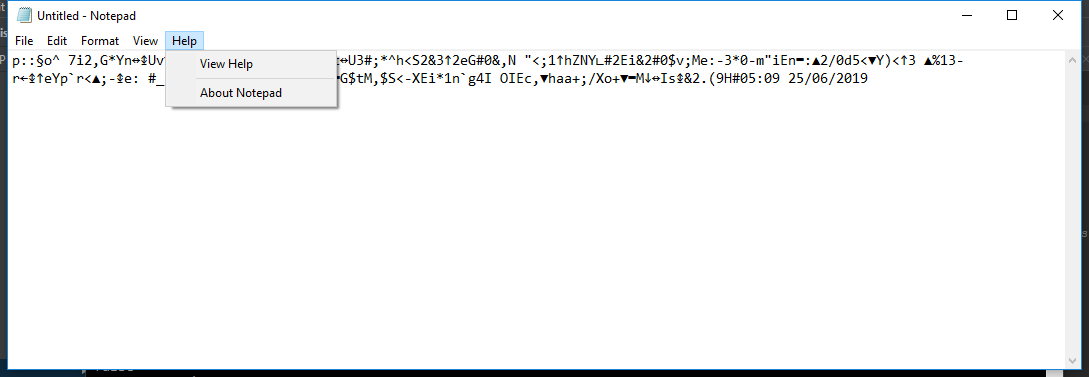 Untitled - Notepad
File Edit Format View Help
p::§o^ 7i2,G*Yn↔↨Uv :↔U3#;*^h<S2&3↑2eG#0&,N "<;1↑hZNY∟#2Ei&2#0$v;Me:-3*0-m"iEn▬:▲2/0d5<▼Y)<↑3 ▲%13-
r←↨↑eYp`r<▲;-↨e: #_ G$tM,$S<-XEi*1n`g4I OIEc,▼haa+;/Xo+▼▬M↓↔Is↨&2.(9H#05:09 25/06/2019
View Help
About Notepad